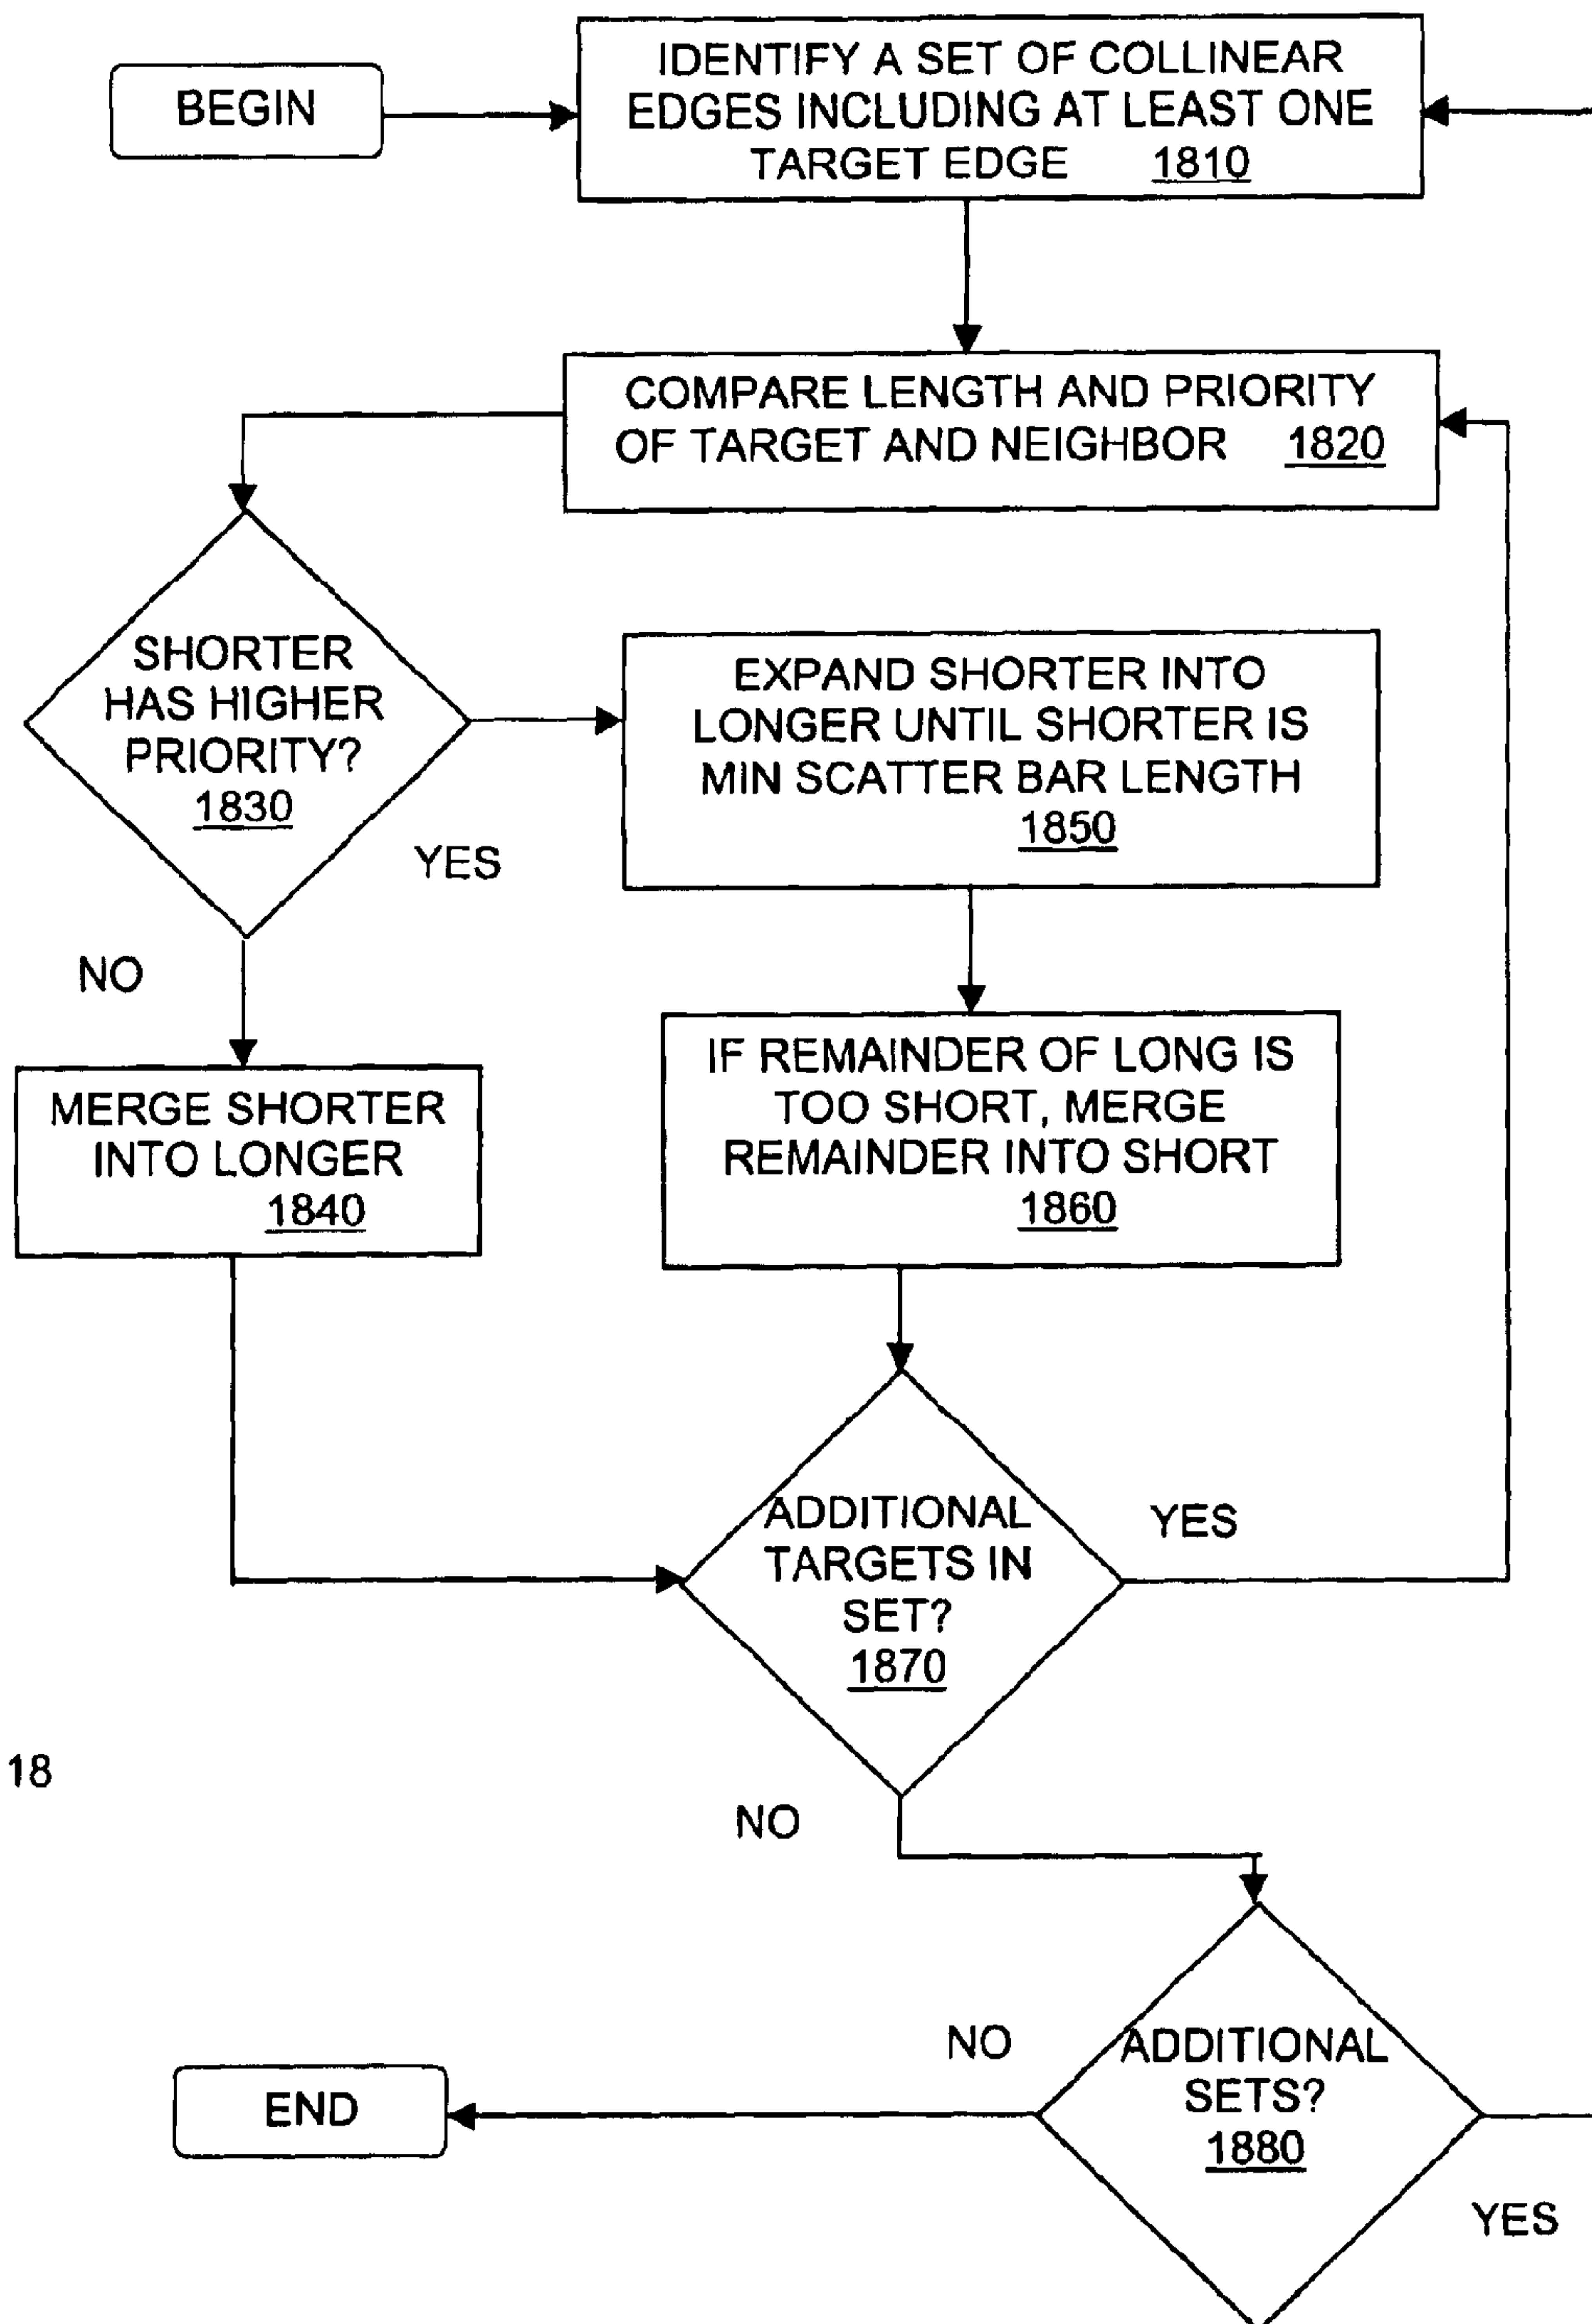 BEGIN
IDENTIFY A SET OF COLLINEAR
EDGES INCLUDING AT LEAST ONE
TARGET EDGE 1810
COMPARE LENGTH AND PRIORITY
OF TARGET AND NEIGHBOR 1820
SHORTER
HAS HIGHER
PRIORITY?
1830
YES
NO
EXPAND SHORTER INTO
LONGER UNTIL SHORTER IS
MIN SCATTER BAR LENGTH
1850
MERGE SHORTER
INTO LONGER
1840
IF REMAINDER OF LONG IS
TOO SHORT, MERGE
REMAINDER INTO SHORT
1860
ADDITIONAL
TARGETS IN
SET?
1870
YES
NO
18
ADDITIONAL
SETS?
1880
NO
YES
END